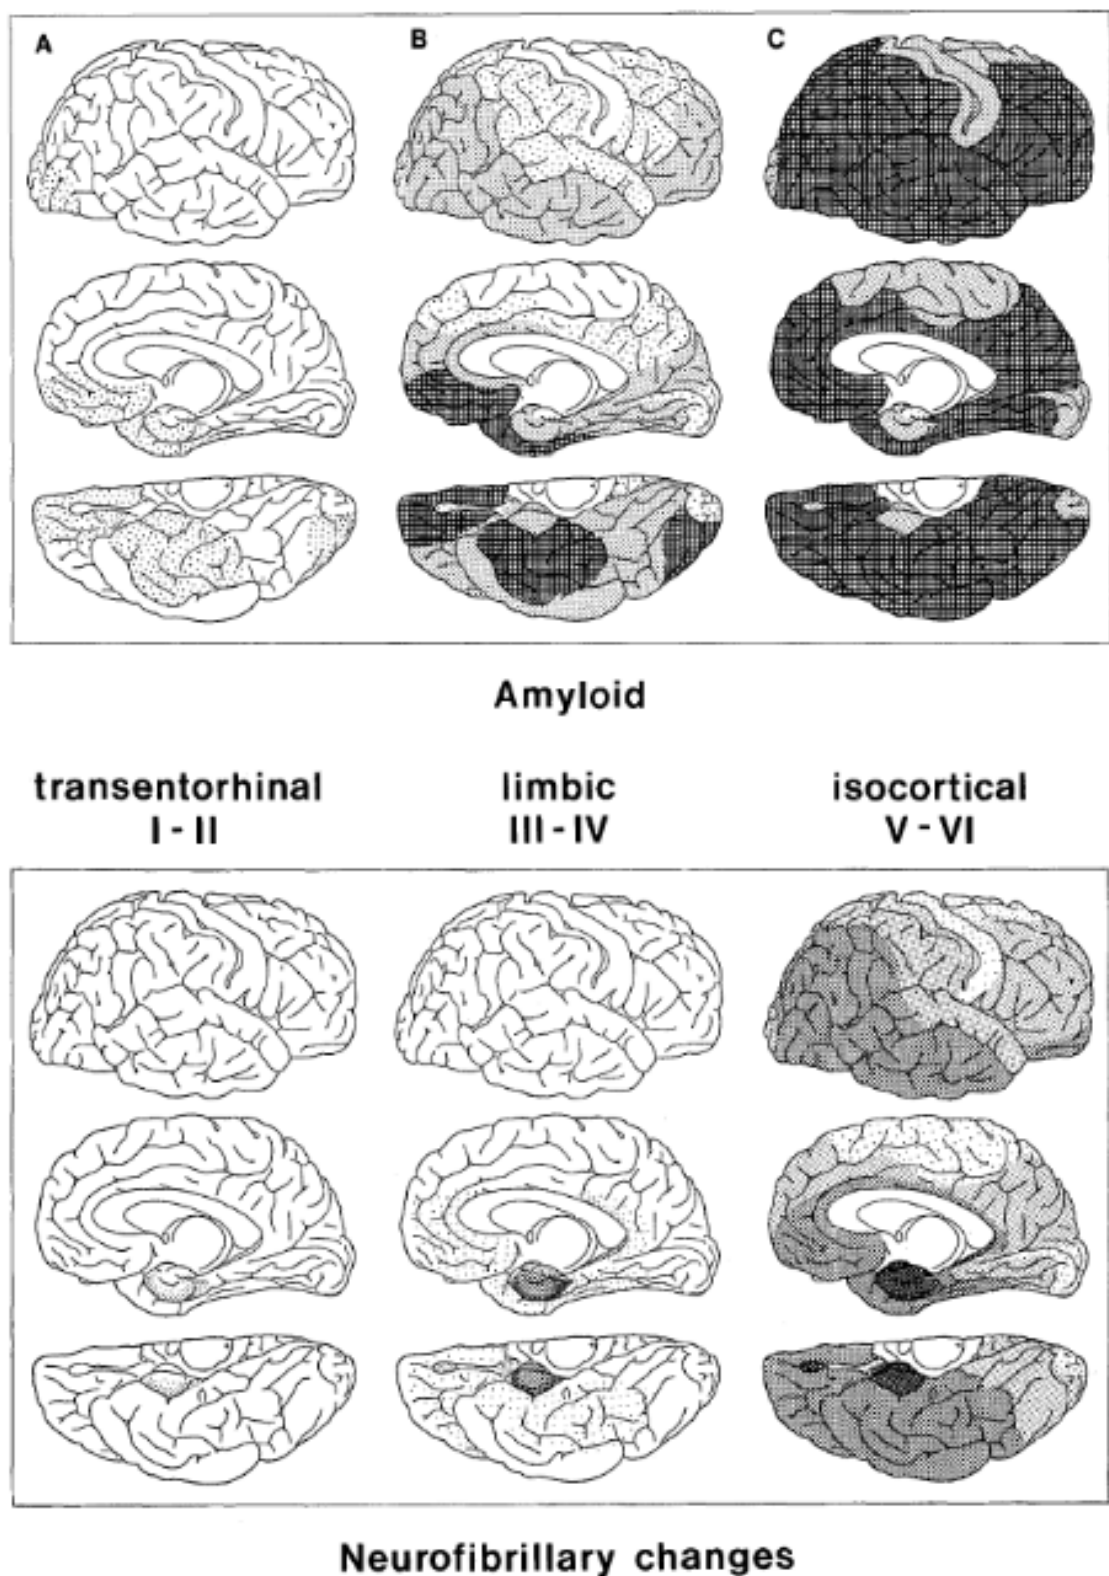 A B C
Amyloid
transentorhinal limbic isocortical
I - II III - IV V - VI
Neurofibrillary changes